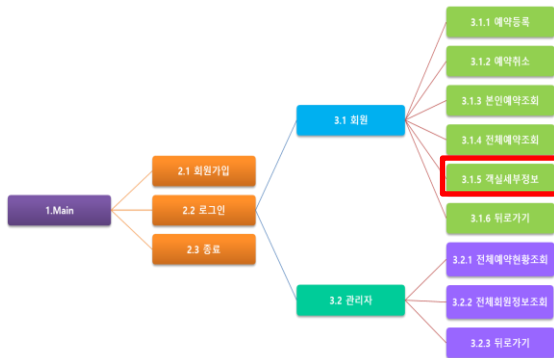 1.Main
2.1 회원가입
2.2 로그인
2.3 종료
3.1 회원
3.2 관리자
3.1.1 예약등록
3.1.2 예약취소
3.1.3 본인예약조회
3.1.4 전체예약조회
3.1.5 객실세부정보
3.1.6 뒤로가기
3.2.1 전체예약현황조회
3.2.2 전체회원정보조회
3.2.3 뒤로가기